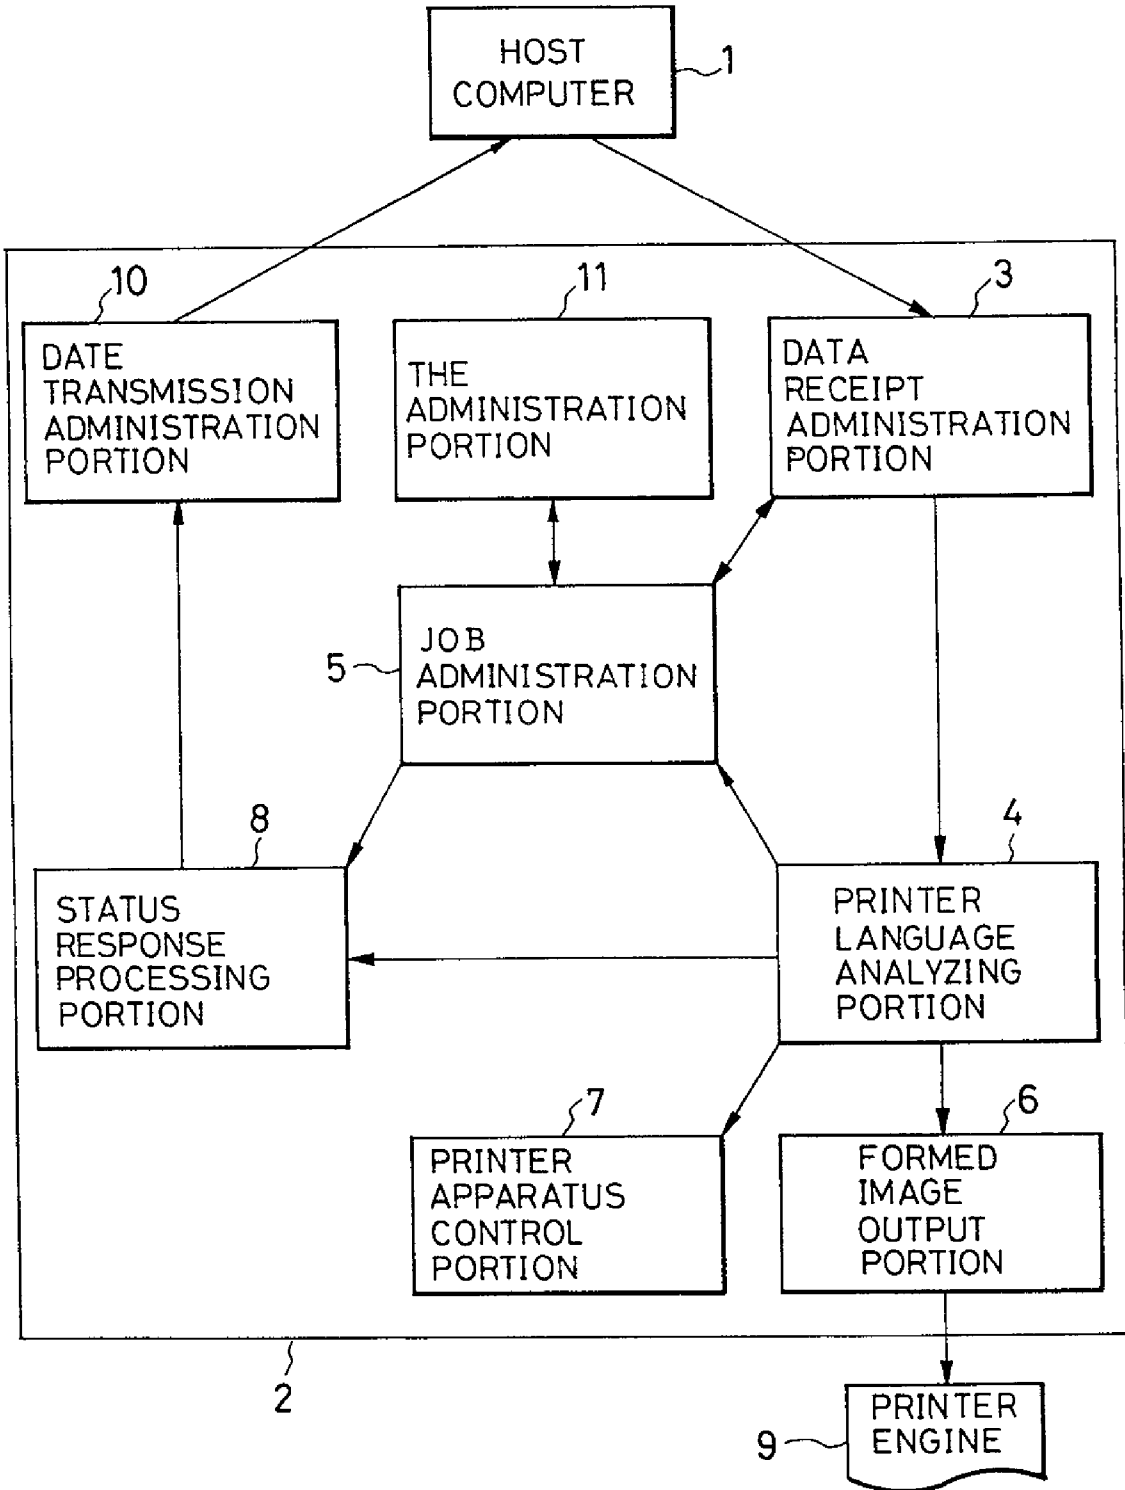 HOST
COMPUTER
1
10
11
3
DATE
TRANSMISSION
ADMINISTRATION
PORTION
THE
ADMINISTRATION
PORTION
DATA
RECEIPT
ADMINISTRATION
PORTION
5
JOB
ADMINISTRATION
PORTION
8
4
STATUS
RESPONSE
PROCESSING
PORTION
PRINTER
LANGUAGE
ANALYZING
PORTION
7
6
PRINTER
APPARATUS
CONTROL
PORTION
FORMED
IMAGE
OUTPUT
PORTION
2
9
PRINTER
ENGINE